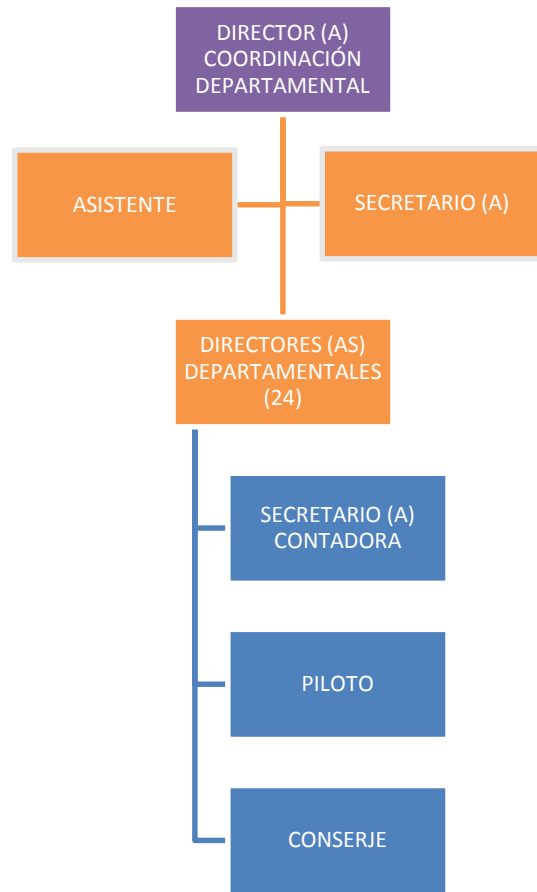 DIRECTOR (A)
COORDINACIÓN
DEPARTAMENTAL
ASISTENTE
SECRETARIO (A)
DIRECTORES (AS)
DEPARTAMENTALES
(24)
SECRETARIO (A)
CONTADORA
PILOTO
CONSERJE